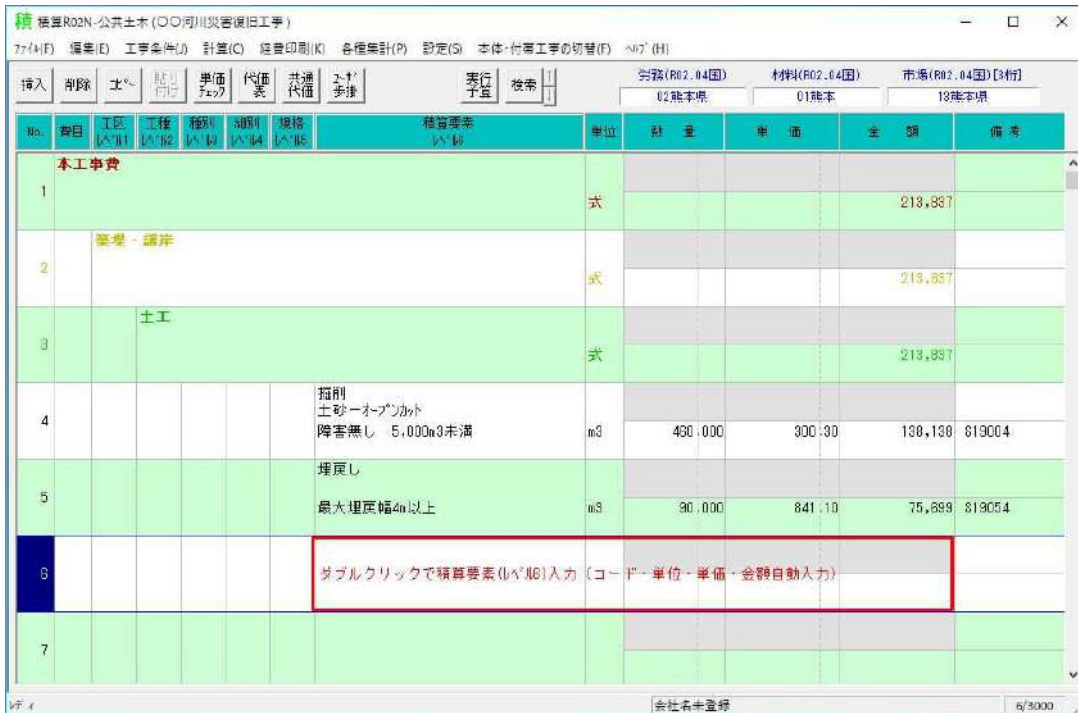 積 積算R02N-公共土木(〇〇河川災害復旧工事)
ﾌｧｲﾙ(F) 編集(E) 工事条件(J) 計算(C) 経費印刷(K) 各種集計(P) 設定(S) 本体・付帯工事の切替(F) ﾍﾙﾌﾟ(H)
挿入 削除 ｺﾋﾟｰ 貼り付け 単価ﾁｪｯｸ 代価表 共通代価 ﾕｰｻﾞ歩掛 実行予算 検索 ↑ ↓
労務(R02.04国) 材料(R02.04国) 市場(R02.04国)[3桁]
02熊本県 01熊本 13熊本県
No. 費目 工区 ﾚﾍﾞﾙ1 工種 ﾚﾍﾞﾙ2 種別 ﾚﾍﾞﾙ3 細別 ﾚﾍﾞﾙ4 規格 ﾚﾍﾞﾙ5 積算要素 ﾚﾍﾞﾙ6 単位 数 量 単 価 金 額 備 考
本工事費
1 式 213,837
築堤・護岸
2 式 213,837
土工
3 式 213,837
掘削
土砂ーオｰﾌﾟﾝｶｯﾄ
4 障害無し 5,000m3未満 m3 460.000 300.30 138,138 S19004
埋戻し
5 最大埋戻幅4m以上 m3 90.000 841.10 75,699 S19054
6 ダブルクリックで積算要素(ﾚﾍﾞﾙ6)入力 (コード・単位・単価・金額自動入力)
7
ﾚﾃﾞｨ 会社名未登録 6/3000